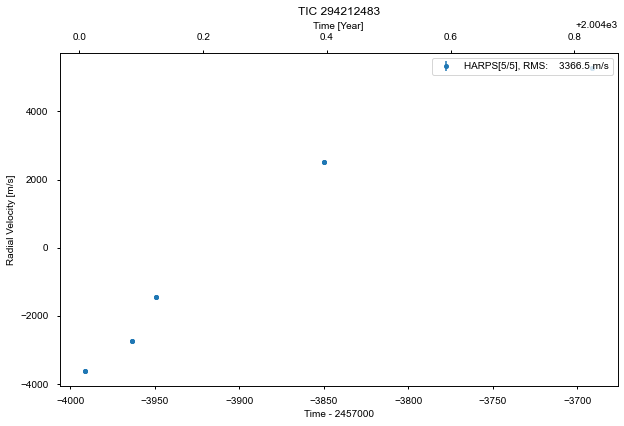 TIC 294212483
Time [Year]
+2.004e3
0.0 0.2 0.4 0.6 0.8
HARPS[5/5], RMS: 3366.5 m/s
Radial Velocity [m/s]
4000
2000
0
−2000
−4000
−4000 −3950 −3900 −3850 −3800 −3750 −3700
Time - 2457000